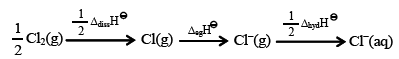 ½ Cl₂(g) —½ Δ_diss H^⊖→ Cl(g) —Δ_eg H^⊖→ Cl⁻(g) —½ Δ_hyd H^⊖→ Cl⁻(aq)